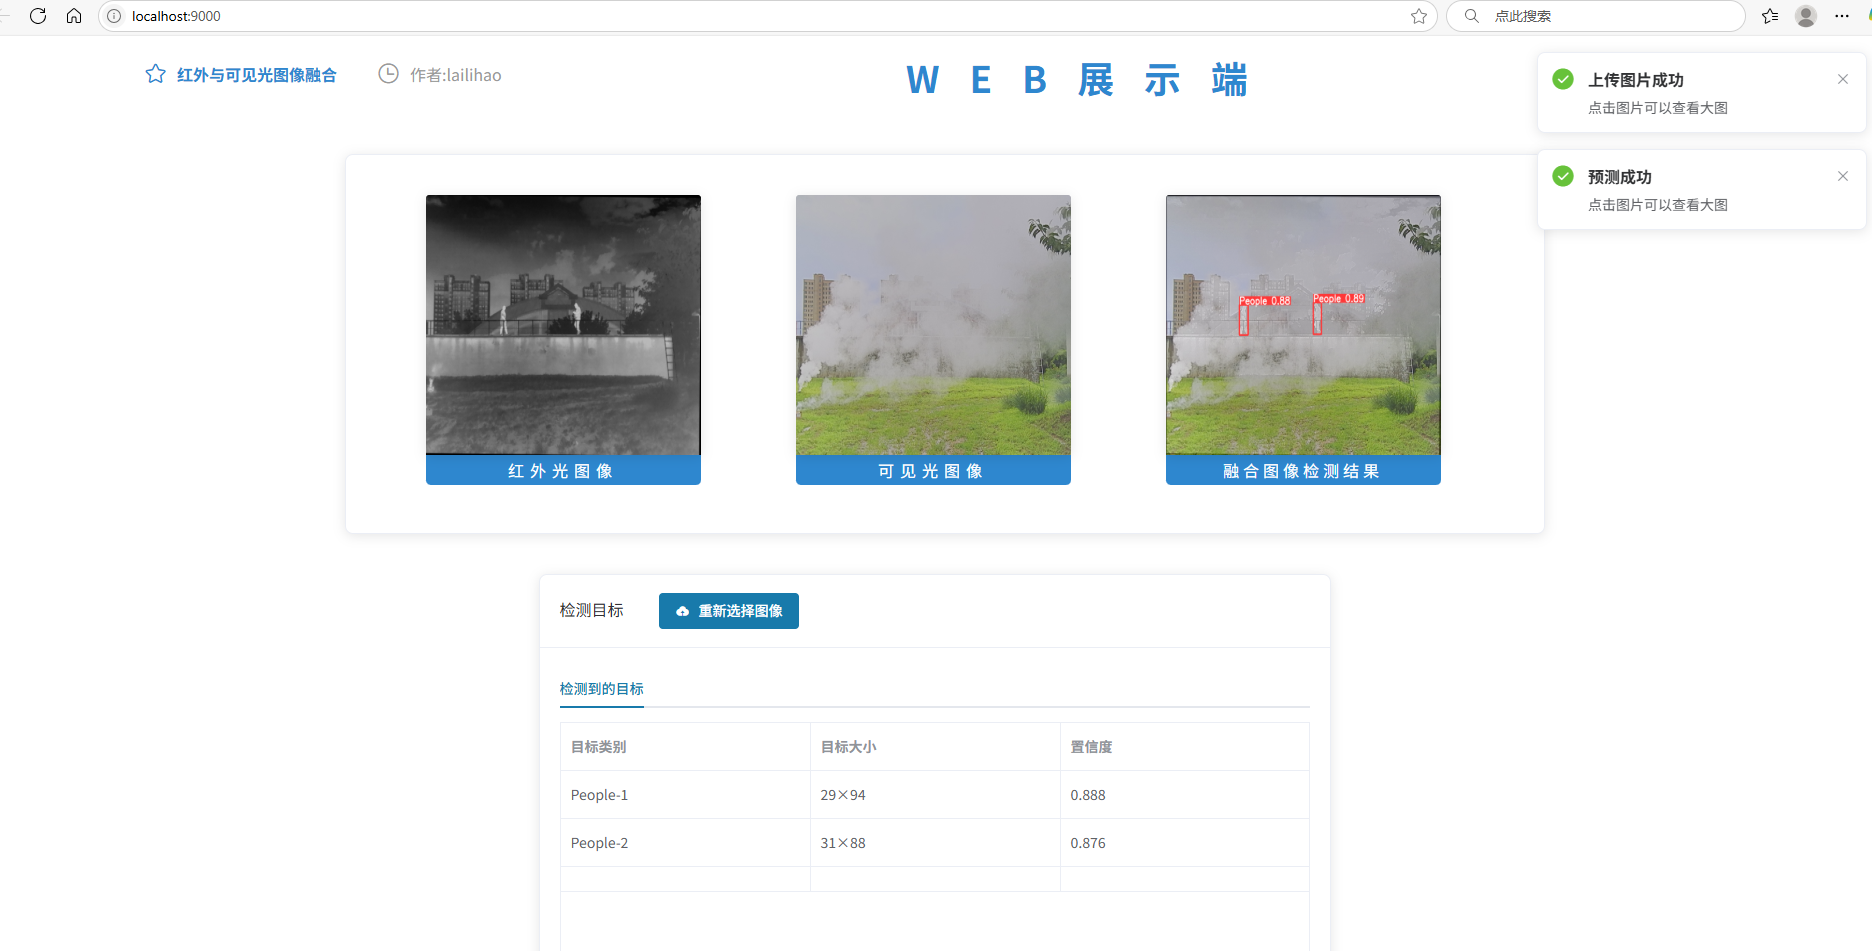 localhost:9000
点此搜索
红外与可见光图像融合
作者:lailihao
WEB展示端
上传图片成功
点击图片可以查看大图
预测成功
点击图片可以查看大图
People 0.88
People 0.89
红外光图像
可见光图像
融合图像检测结果
检测目标
重新选择图像
检测到的目标
目标类别
目标大小
置信度
People-1
29×94
0.888
People-2
31×88
0.876